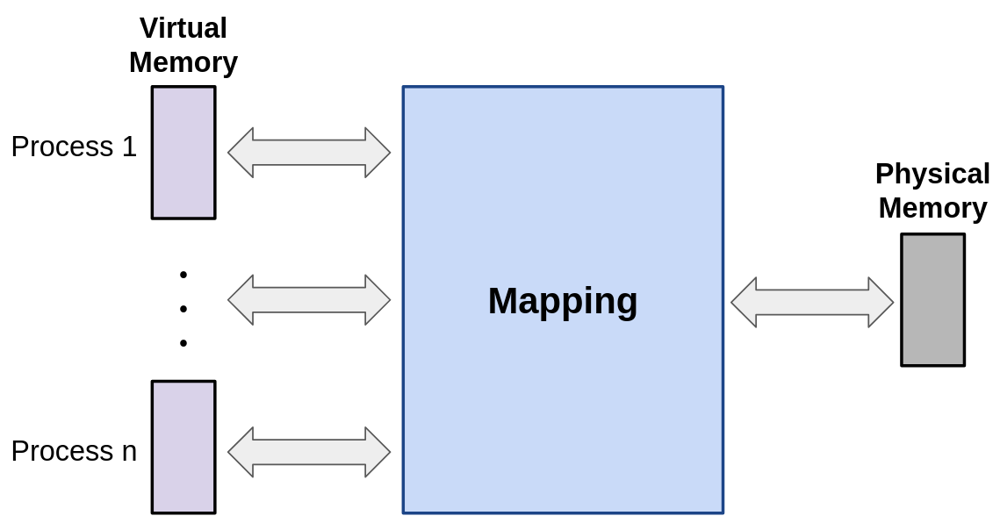 Virtual
Memory
Process 1
Mapping
Physical
Memory
Process n